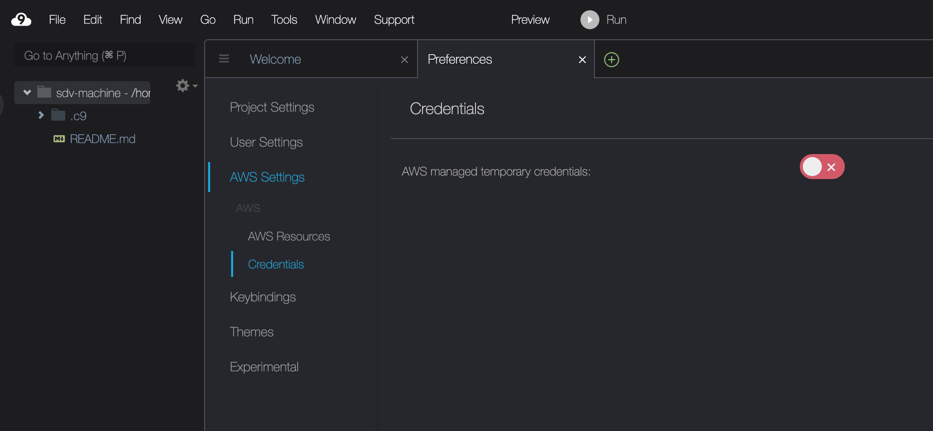 9 File Edit Find View Go Run Tools Window Support Preview Run
Go to Anything (⌘ P)
Welcome
Preferences
sdv-machine - /hor
.c9
README.md
Project Settings
User Settings
AWS Settings
AWS
AWS Resources
Credentials
Keybindings
Themes
Experimental
Credentials
AWS managed temporary credentials: